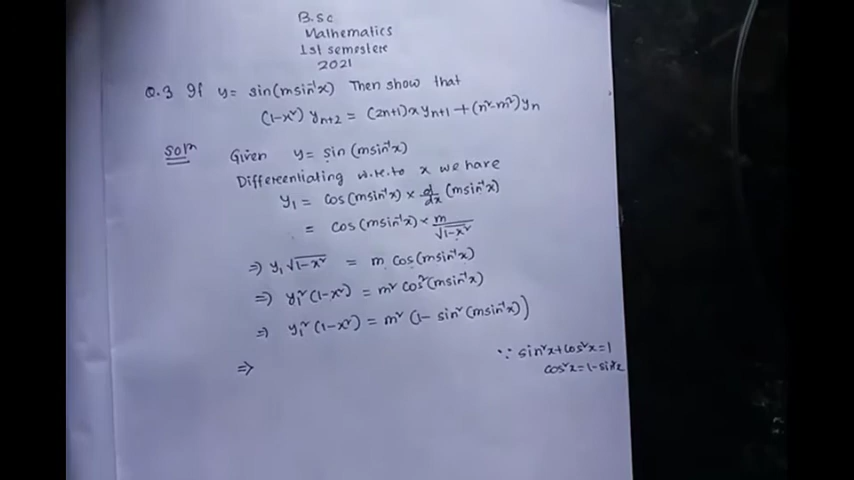 B.Sc
Mathematics
1st semestere
2021
Q.3 If y = sin(msin⁻¹x) Then show that
(1-x²) yₙ₊₂ = (2n+1)x yₙ₊₁ + (n²-m²)yₙ
Solⁿ Given y = sin(msin⁻¹x)
Differentiating w.r.to x we have
y₁ = cos(msin⁻¹x) × d/dx (msin⁻¹x)
= cos(msin⁻¹x) × m/√1-x²
⇒ y₁√1-x² = m cos(msin⁻¹x)
⇒ y₁²(1-x²) = m² cos²(msin⁻¹x)
⇒ y₁²(1-x²) = m² (1- sin²(msin⁻¹x))
∵ sin²x+cos²x=1
⇒ cos²x=1-sin²x